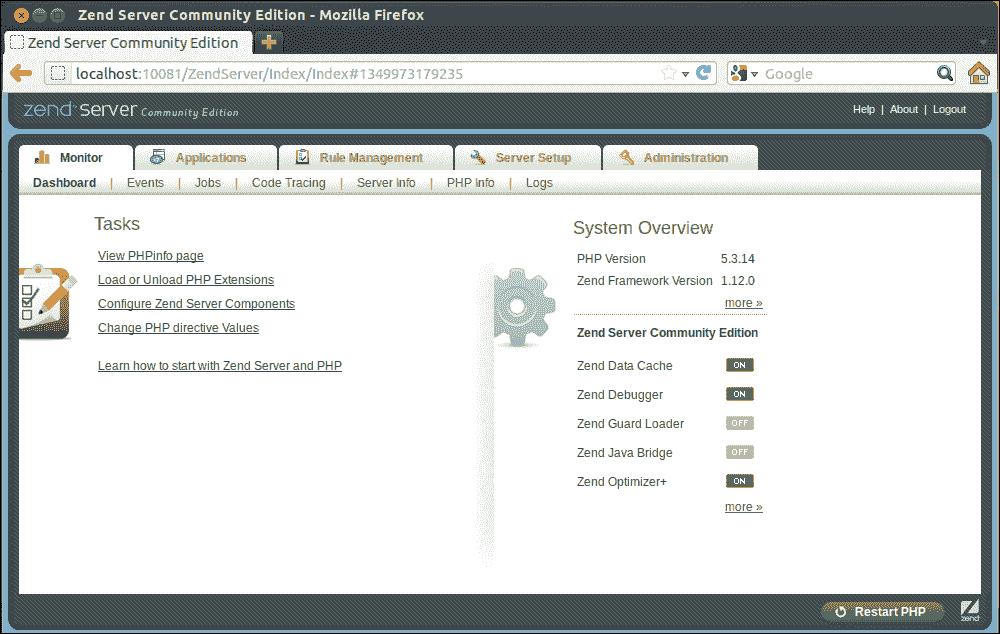 Zend Server Community Edition - Mozilla Firefox
Zend Server Community Edition
localhost:10081/ZendServer/Index/Index#1349973179235
Google
zend server Community Edition
Help | About | Logout
Monitor
Applications
Rule Management
Server Setup
Administration
Dashboard | Events | Jobs | Code Tracing | Server Info | PHP Info | Logs
Tasks
View PHPinfo page
Load or Unload PHP Extensions
Configure Zend Server Components
Change PHP directive Values
Learn how to start with Zend Server and PHP
System Overview
PHP Version 5.3.14
Zend Framework Version 1.12.0
more »
Zend Server Community Edition
Zend Data Cache ON
Zend Debugger ON
Zend Guard Loader OFF
Zend Java Bridge OFF
Zend Optimizer+ ON
more »
Restart PHP
zend